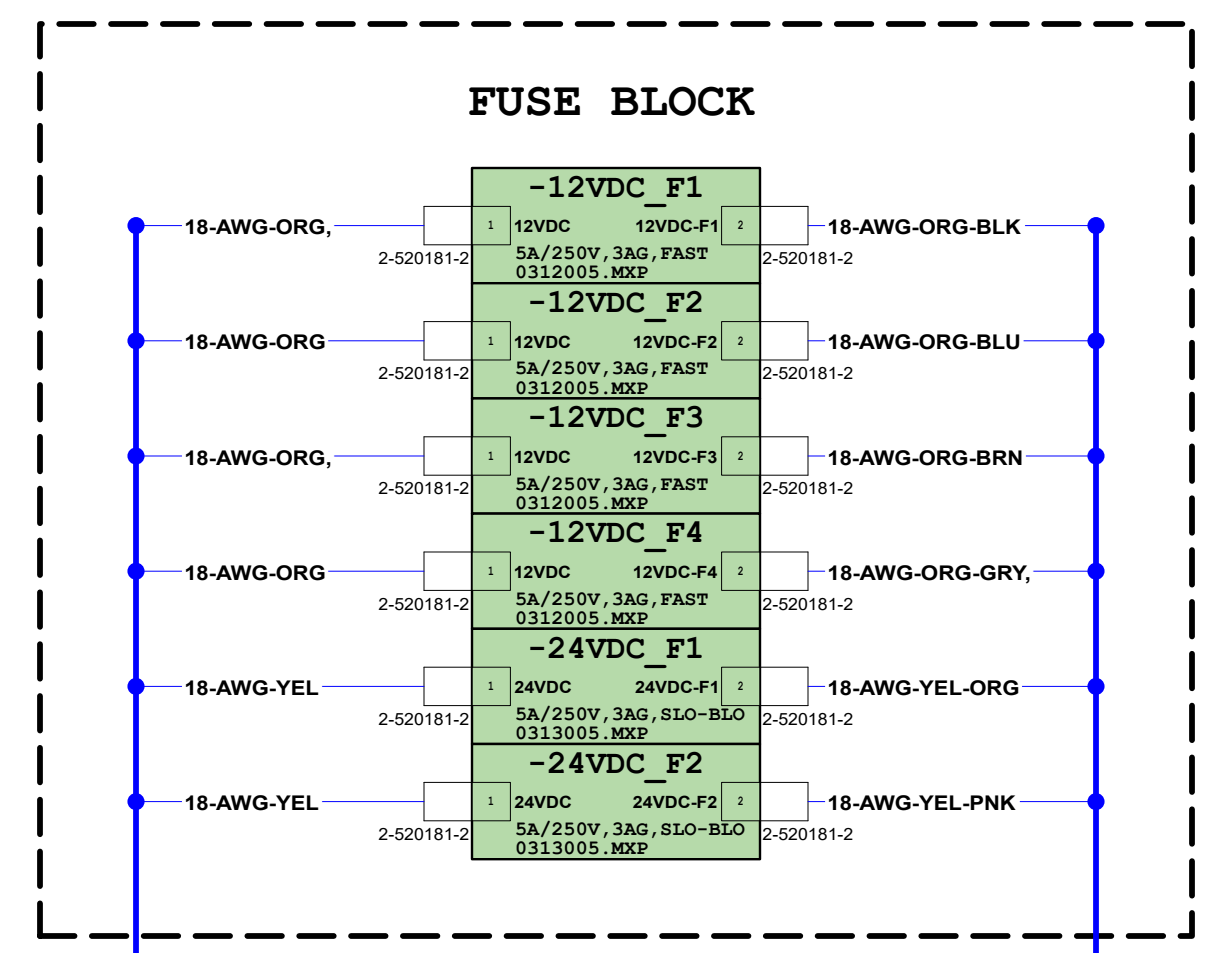 FUSE BLOCK
-12VDC_F1
18-AWG-ORG, 1 12VDC 12VDC-F1 2 18-AWG-ORG-BLK
2-520181-2 5A/250V,3AG,FAST 2-520181-2
0312005.MXP
-12VDC_F2
18-AWG-ORG 1 12VDC 12VDC-F2 2 18-AWG-ORG-BLU
2-520181-2 5A/250V,3AG,FAST 2-520181-2
0312005.MXP
-12VDC_F3
18-AWG-ORG, 1 12VDC 12VDC-F3 2 18-AWG-ORG-BRN
2-520181-2 5A/250V,3AG,FAST 2-520181-2
0312005.MXP
-12VDC_F4
18-AWG-ORG 1 12VDC 12VDC-F4 2 18-AWG-ORG-GRY,
2-520181-2 5A/250V,3AG,FAST 2-520181-2
0312005.MXP
-24VDC_F1
18-AWG-YEL 1 24VDC 24VDC-F1 2 18-AWG-YEL-ORG
2-520181-2 5A/250V,3AG,SLO-BLO 2-520181-2
0313005.MXP
-24VDC_F2
18-AWG-YEL 1 24VDC 24VDC-F2 2 18-AWG-YEL-PNK
2-520181-2 5A/250V,3AG,SLO-BLO 2-520181-2
0313005.MXP